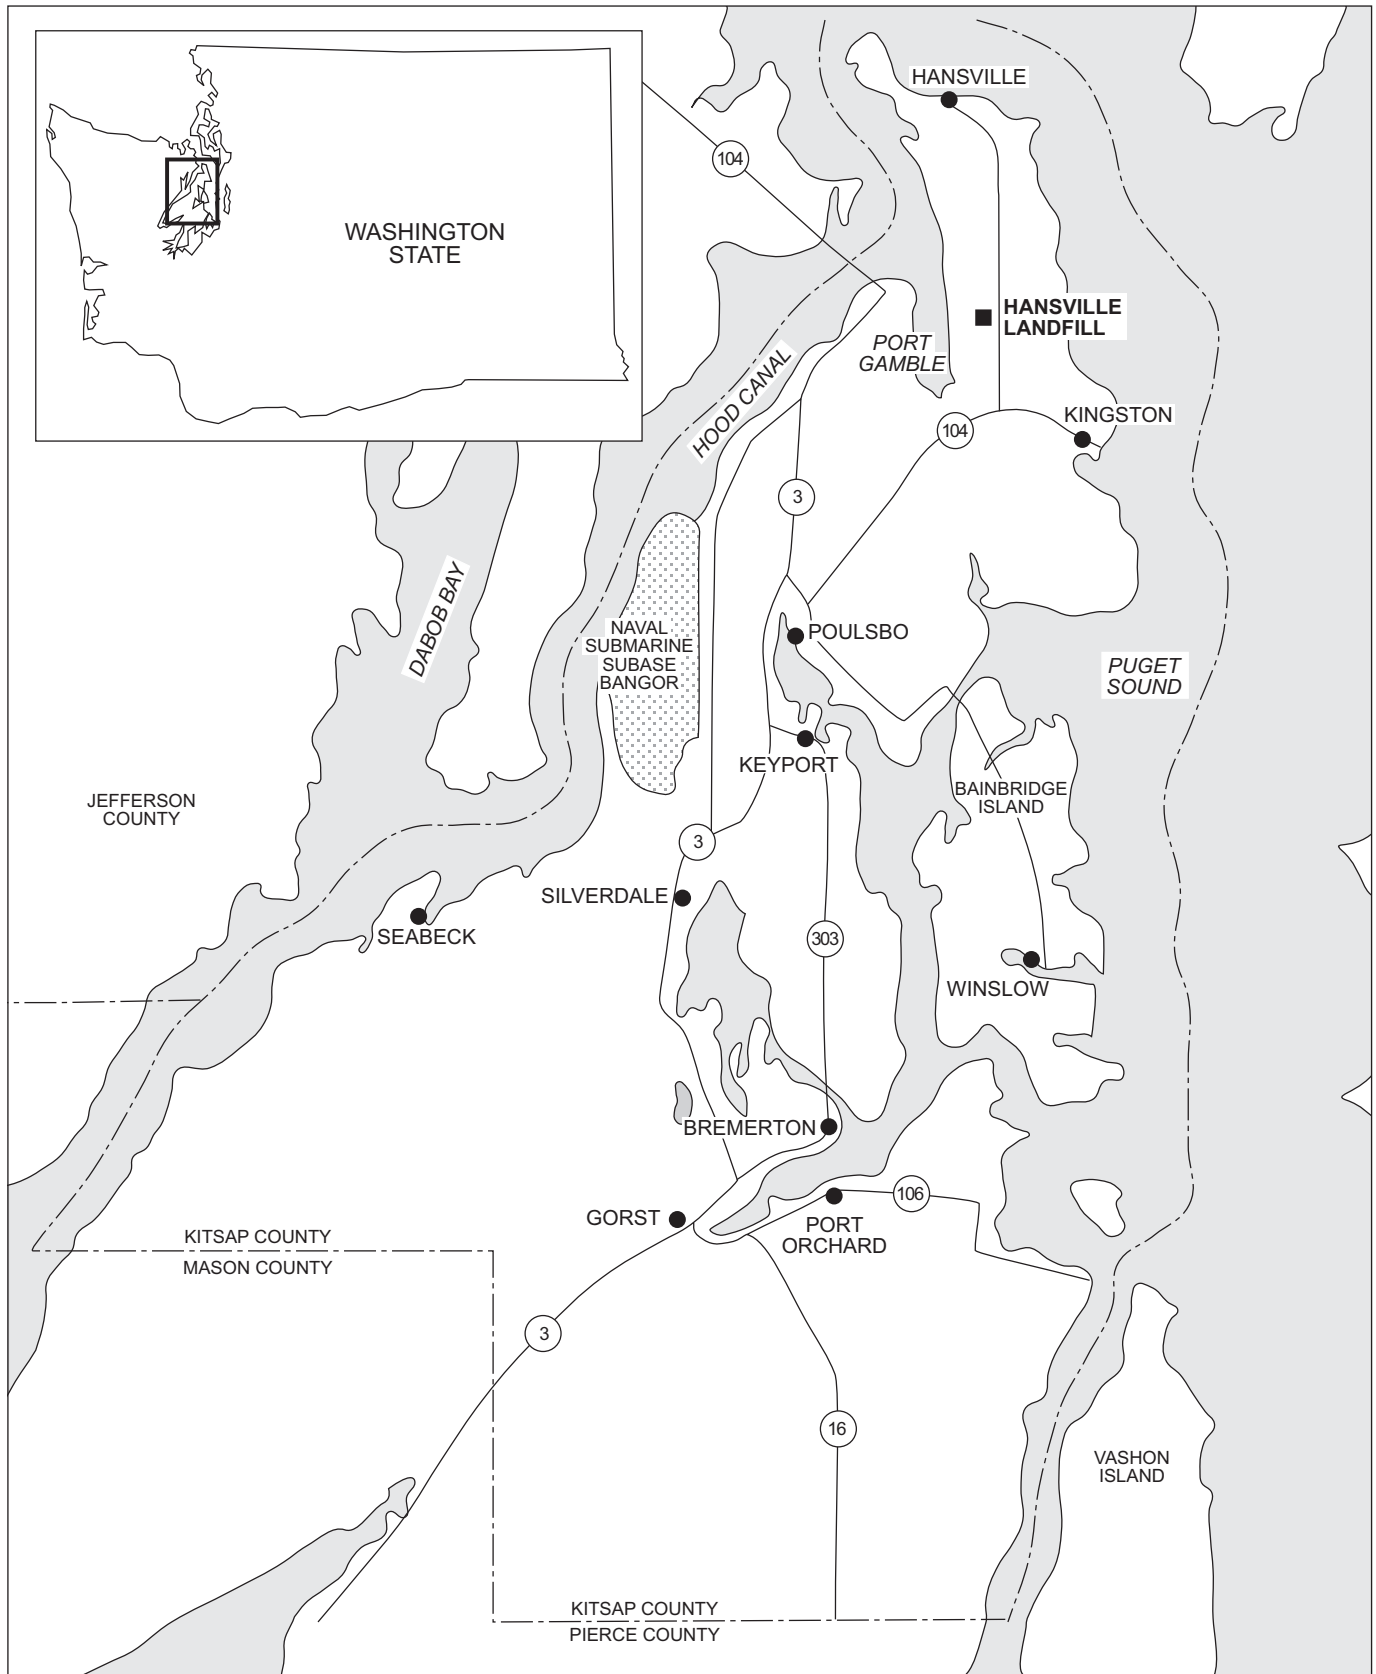 HANSVILLE
104
WASHINGTON
STATE
HANSVILLE
LANDFILL
PORT
GAMBLE
HOOD CANAL
KINGSTON
104
3
DABOB BAY
NAVAL
SUBMARINE
SUBASE
BANGOR
POULSBO
PUGET
SOUND
KEYPORT
BAINBRIDGE
ISLAND
JEFFERSON
COUNTY
3
SILVERDALE
SEABECK
303
WINSLOW
BREMERTON
106
GORST
PORT
ORCHARD
KITSAP COUNTY
MASON COUNTY
3
16
VASHON
ISLAND
KITSAP COUNTY
PIERCE COUNTY